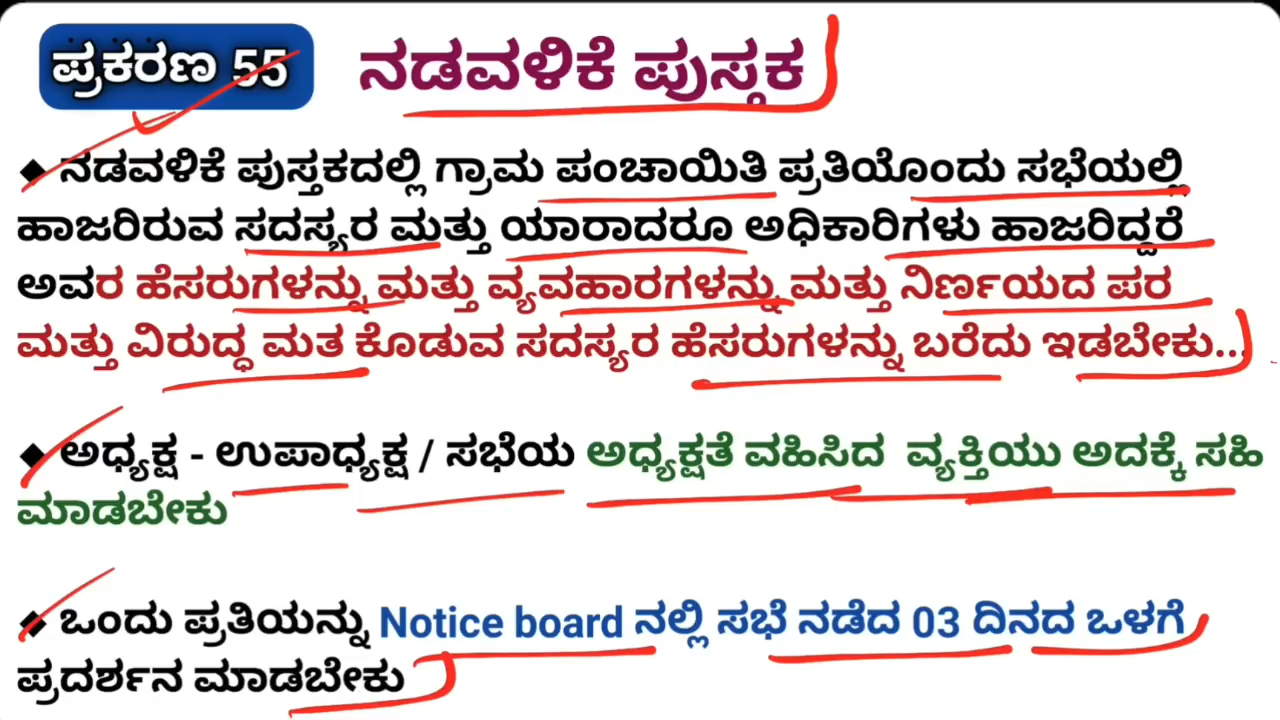 ಪ್ರಕರಣ 55 ನಡವಳಿಕೆ ಪುಸ್ತಕ
◆ ನಡವಳಿಕೆ ಪುಸ್ತಕದಲ್ಲಿ ಗ್ರಾಮ ಪಂಚಾಯಿತಿ ಪ್ರತಿಯೊಂದು ಸಭೆಯಲ್ಲಿ
ಹಾಜರಿರುವ ಸದಸ್ಯರ ಮತ್ತು ಯಾರಾದರೂ ಅಧಿಕಾರಿಗಳು ಹಾಜರಿದ್ದರೆ
ಅವರ ಹೆಸರುಗಳನ್ನು ಮತ್ತು ವ್ಯವಹಾರಗಳನ್ನು ಮತ್ತು ನಿರ್ಣಯದ ಪರ
ಮತ್ತು ವಿರುದ್ಧ ಮತ ಕೊಡುವ ಸದಸ್ಯರ ಹೆಸರುಗಳನ್ನು ಬರೆದು ಇಡಬೇಕು...
◆ ಅಧ್ಯಕ್ಷ - ಉಪಾಧ್ಯಕ್ಷ / ಸಭೆಯ ಅಧ್ಯಕ್ಷತೆ ವಹಿಸಿದ ವ್ಯಕ್ತಿಯು ಅದಕ್ಕೆ ಸಹಿ
ಮಾಡಬೇಕು
◆ ಒಂದು ಪ್ರತಿಯನ್ನು Notice board ನಲ್ಲಿ ಸಭೆ ನಡೆದ 03 ದಿನದ ಒಳಗೆ
ಪ್ರದರ್ಶನ ಮಾಡಬೇಕು